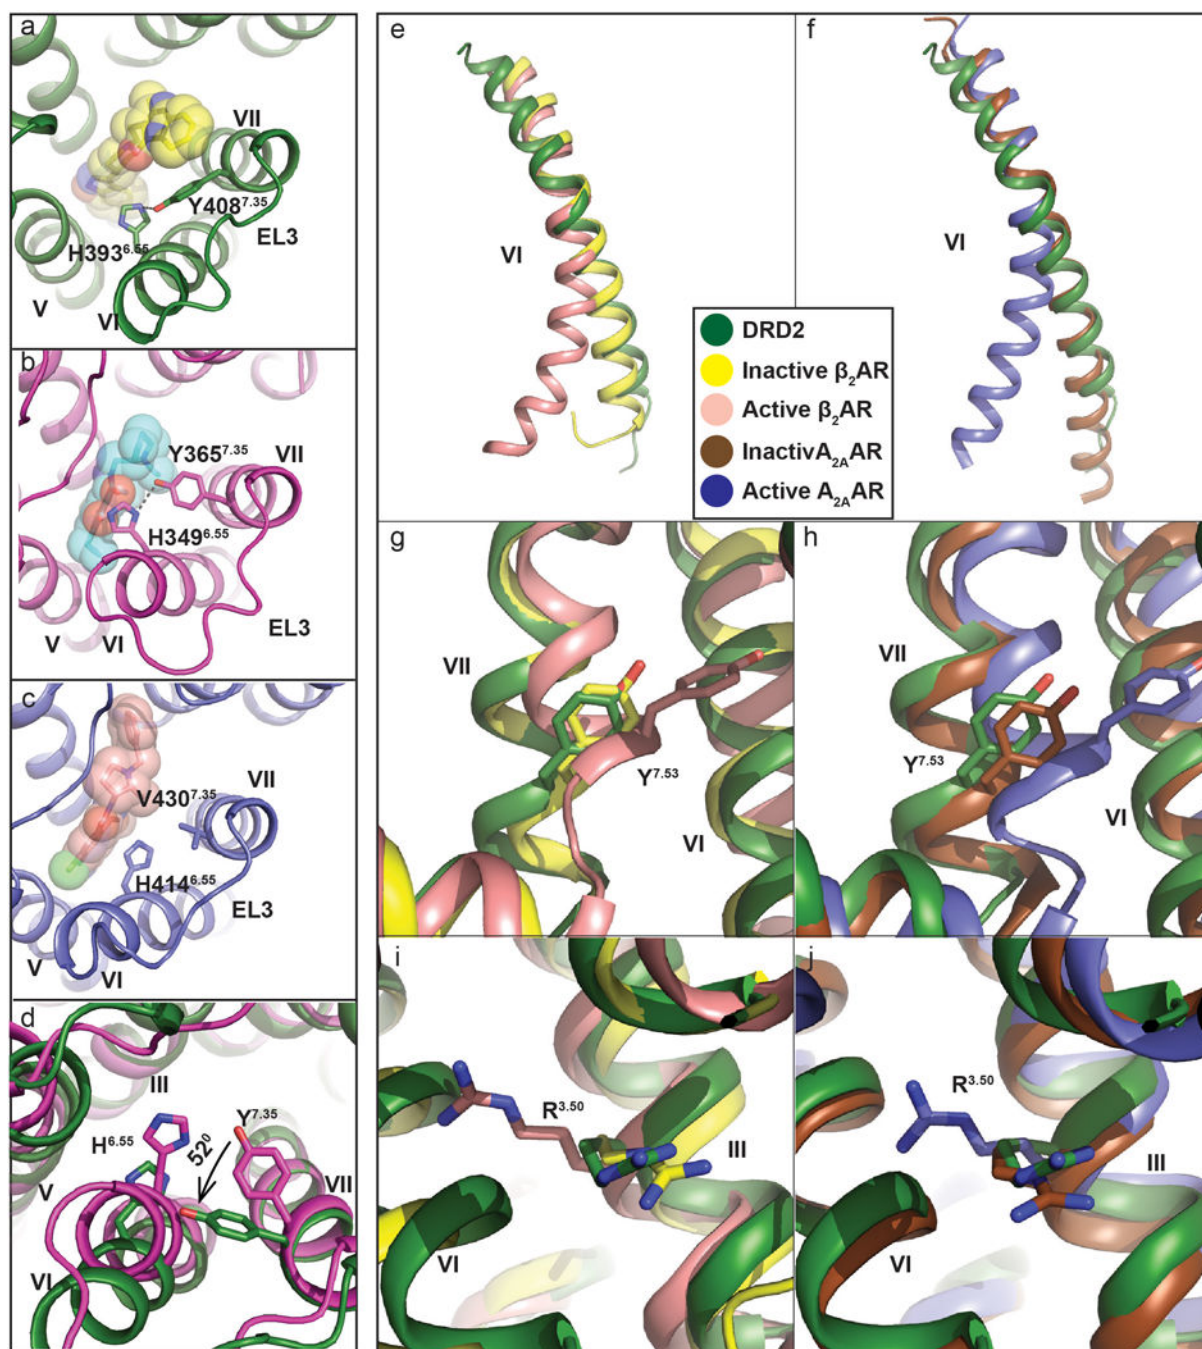 a
VII
Y408^7.35
EL3
H393^6.55
V
VI
b
Y365^7.35
VII
H349^6.55
V
VI
EL3
c
VII
V430^7.35
H414^6.55
EL3
V
VI
d
III
Y^7.35
H^6.55
52^0
V
VII
VI
e
VI
f
VI
DRD2
Inactive β₂AR
Active β₂AR
InactivA₂ₐAR
Active A₂ₐAR
g
VII
Y^7.53
VI
h
VII
Y^7.53
VI
i
R^3.50
III
VI
j
R^3.50
III
VI